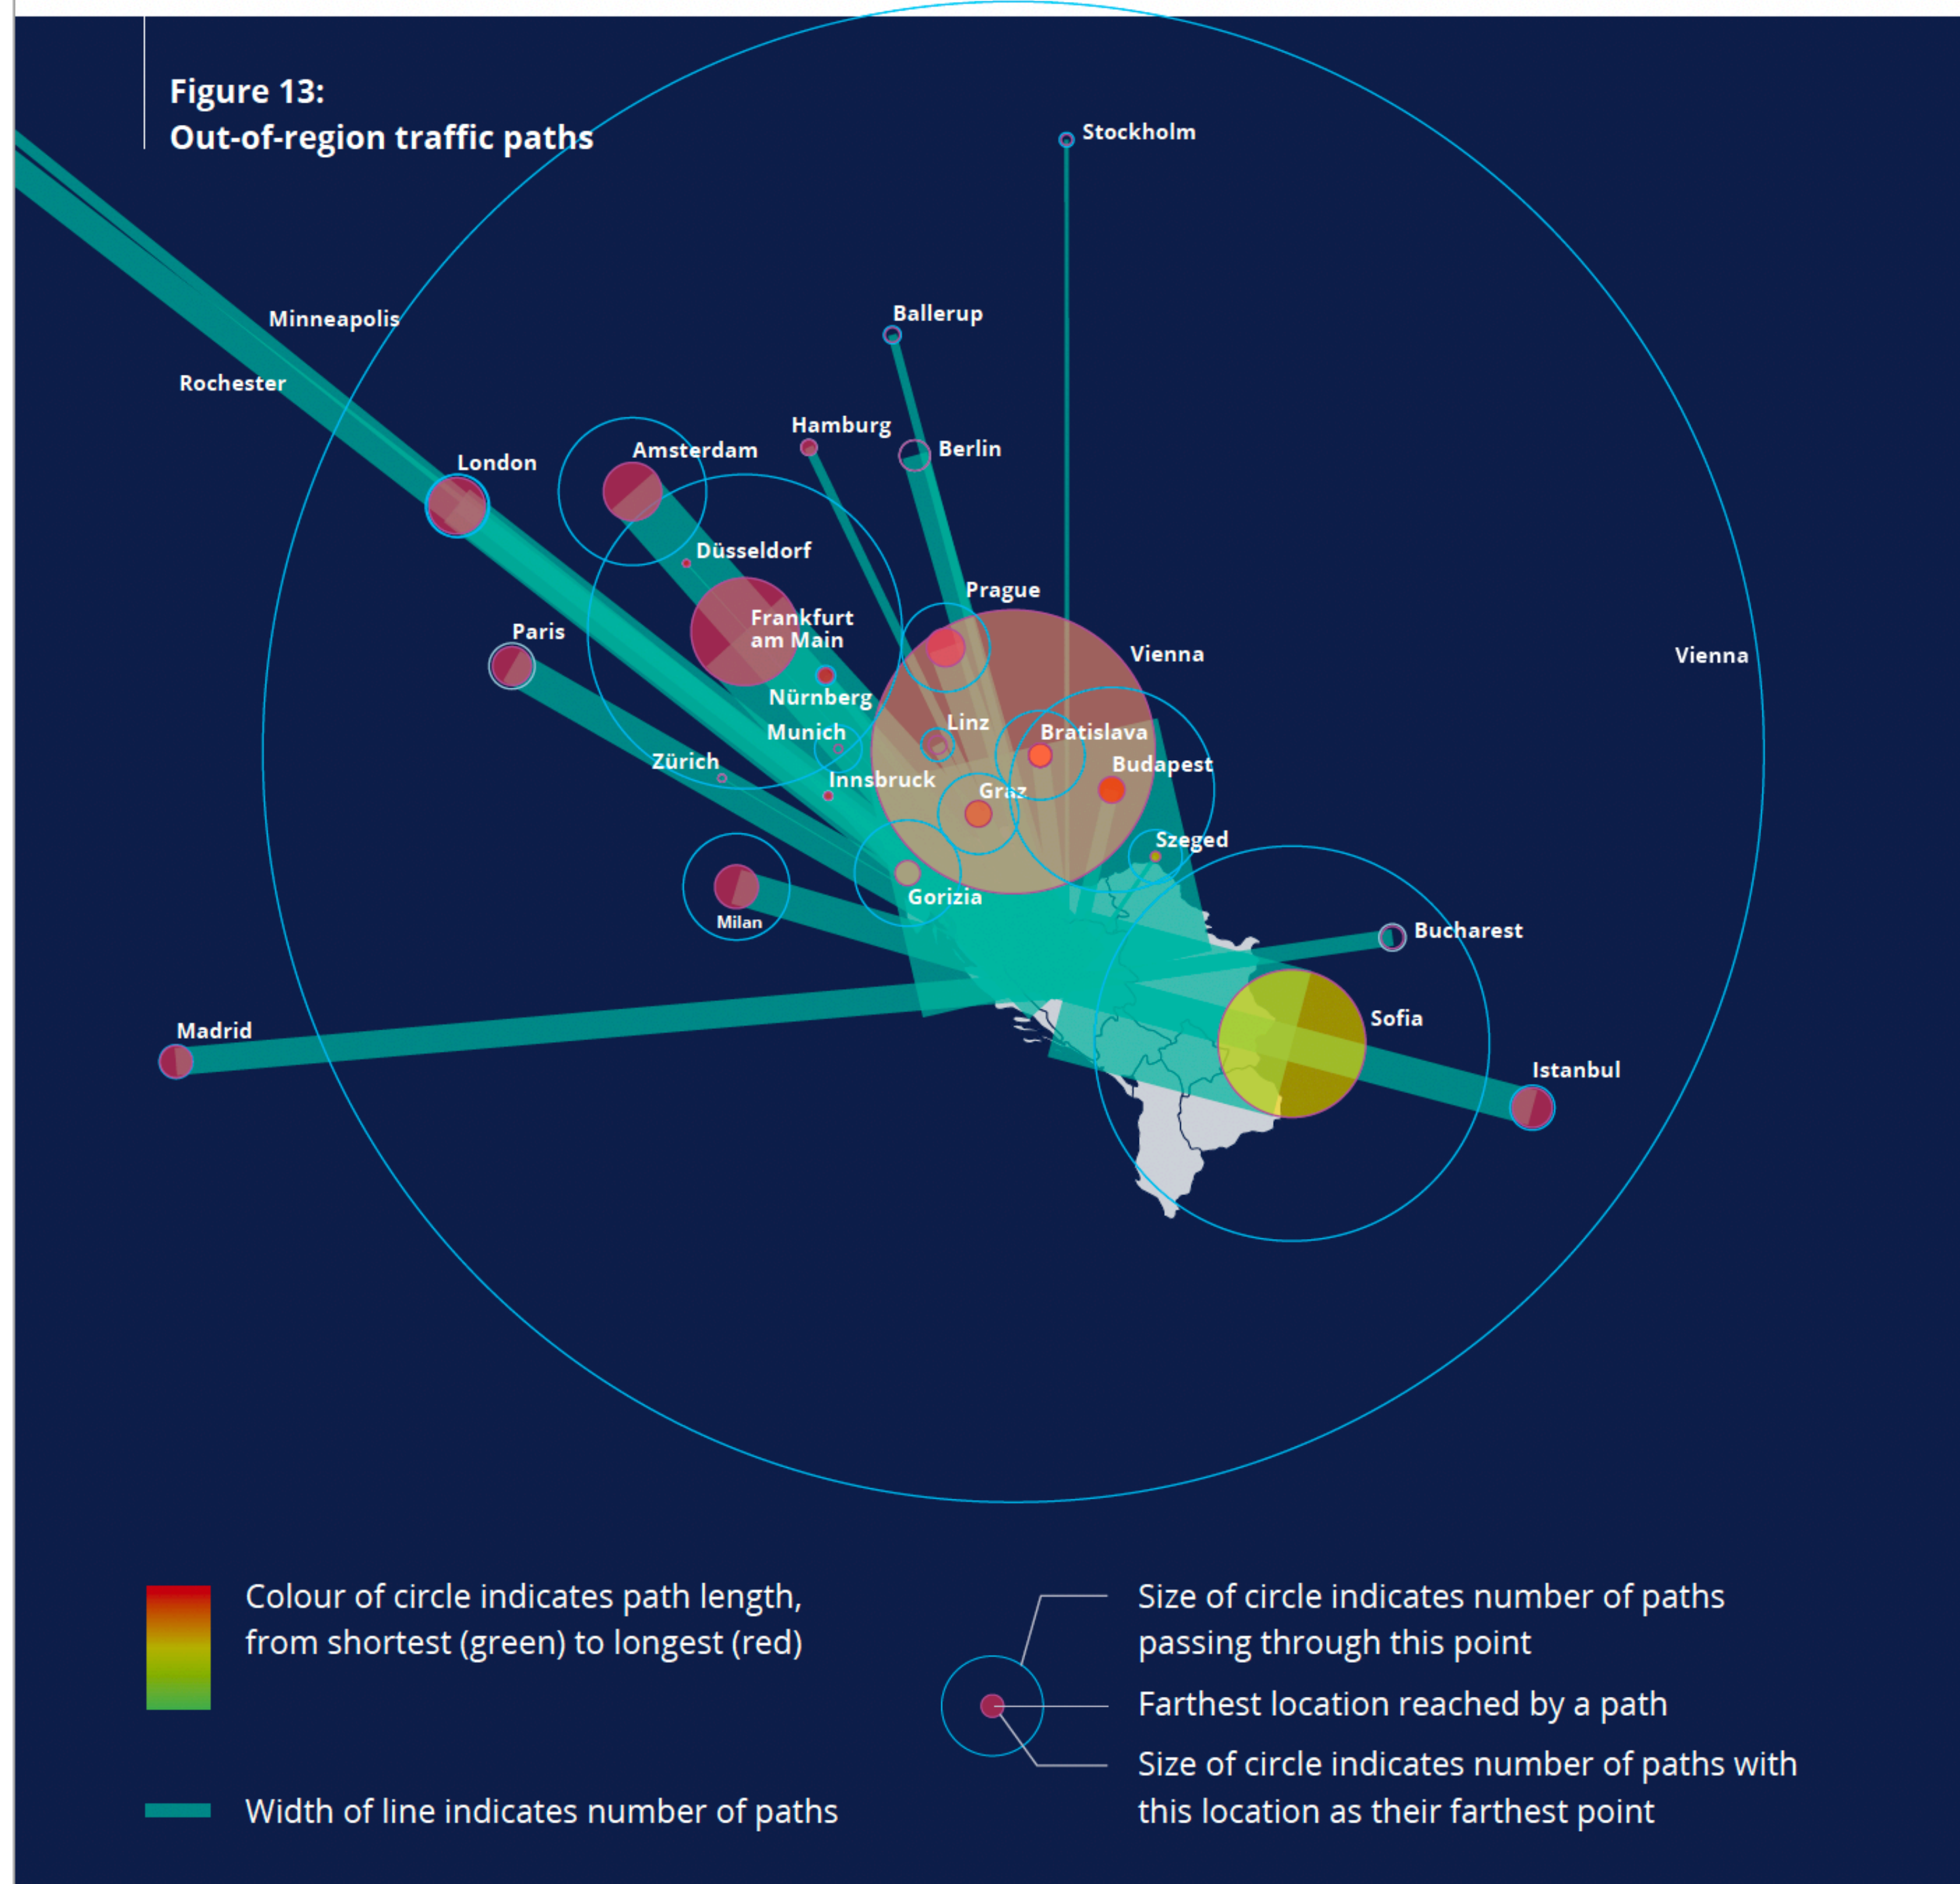 Figure 13:
Out-of-region traffic paths
Stockholm
Minneapolis
Ballerup
Rochester
Hamburg
Berlin
Amsterdam
London
Düsseldorf
Prague
Frankfurt
am Main
Paris
Vienna
Vienna
Nürnberg
Linz
Munich
Bratislava
Zürich
Budapest
Innsbruck
Graz
Szeged
Gorizia
Milan
Bucharest
Sofia
Madrid
Istanbul
Colour of circle indicates path length,
from shortest (green) to longest (red)
Width of line indicates number of paths
Size of circle indicates number of paths
passing through this point
Farthest location reached by a path
Size of circle indicates number of paths with
this location as their farthest point